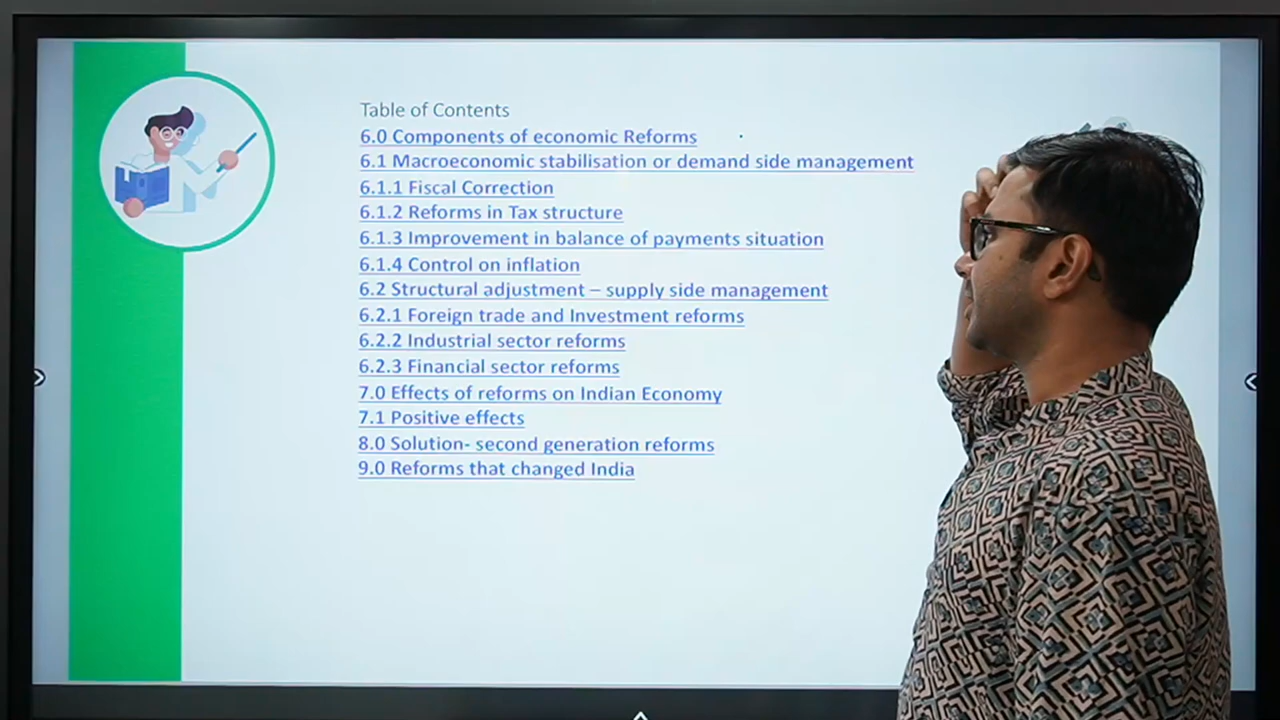 Table of Contents
6.0 Components of economic Reforms
6.1 Macroeconomic stabilisation or demand side management
6.1.1 Fiscal Correction
6.1.2 Reforms in Tax structure
6.1.3 Improvement in balance of payments situation
6.1.4 Control on inflation
6.2 Structural adjustment – supply side management
6.2.1 Foreign trade and Investment reforms
6.2.2 Industrial sector reforms
6.2.3 Financial sector reforms
7.0 Effects of reforms on Indian Economy
7.1 Positive effects
8.0 Solution- second generation reforms
9.0 Reforms that changed India